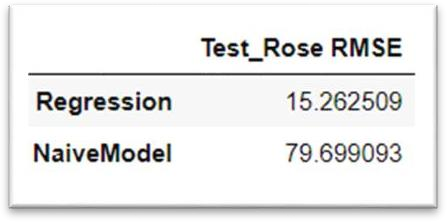 Test_Rose RMSE
Regression 15.262509
NaiveModel 79.699093